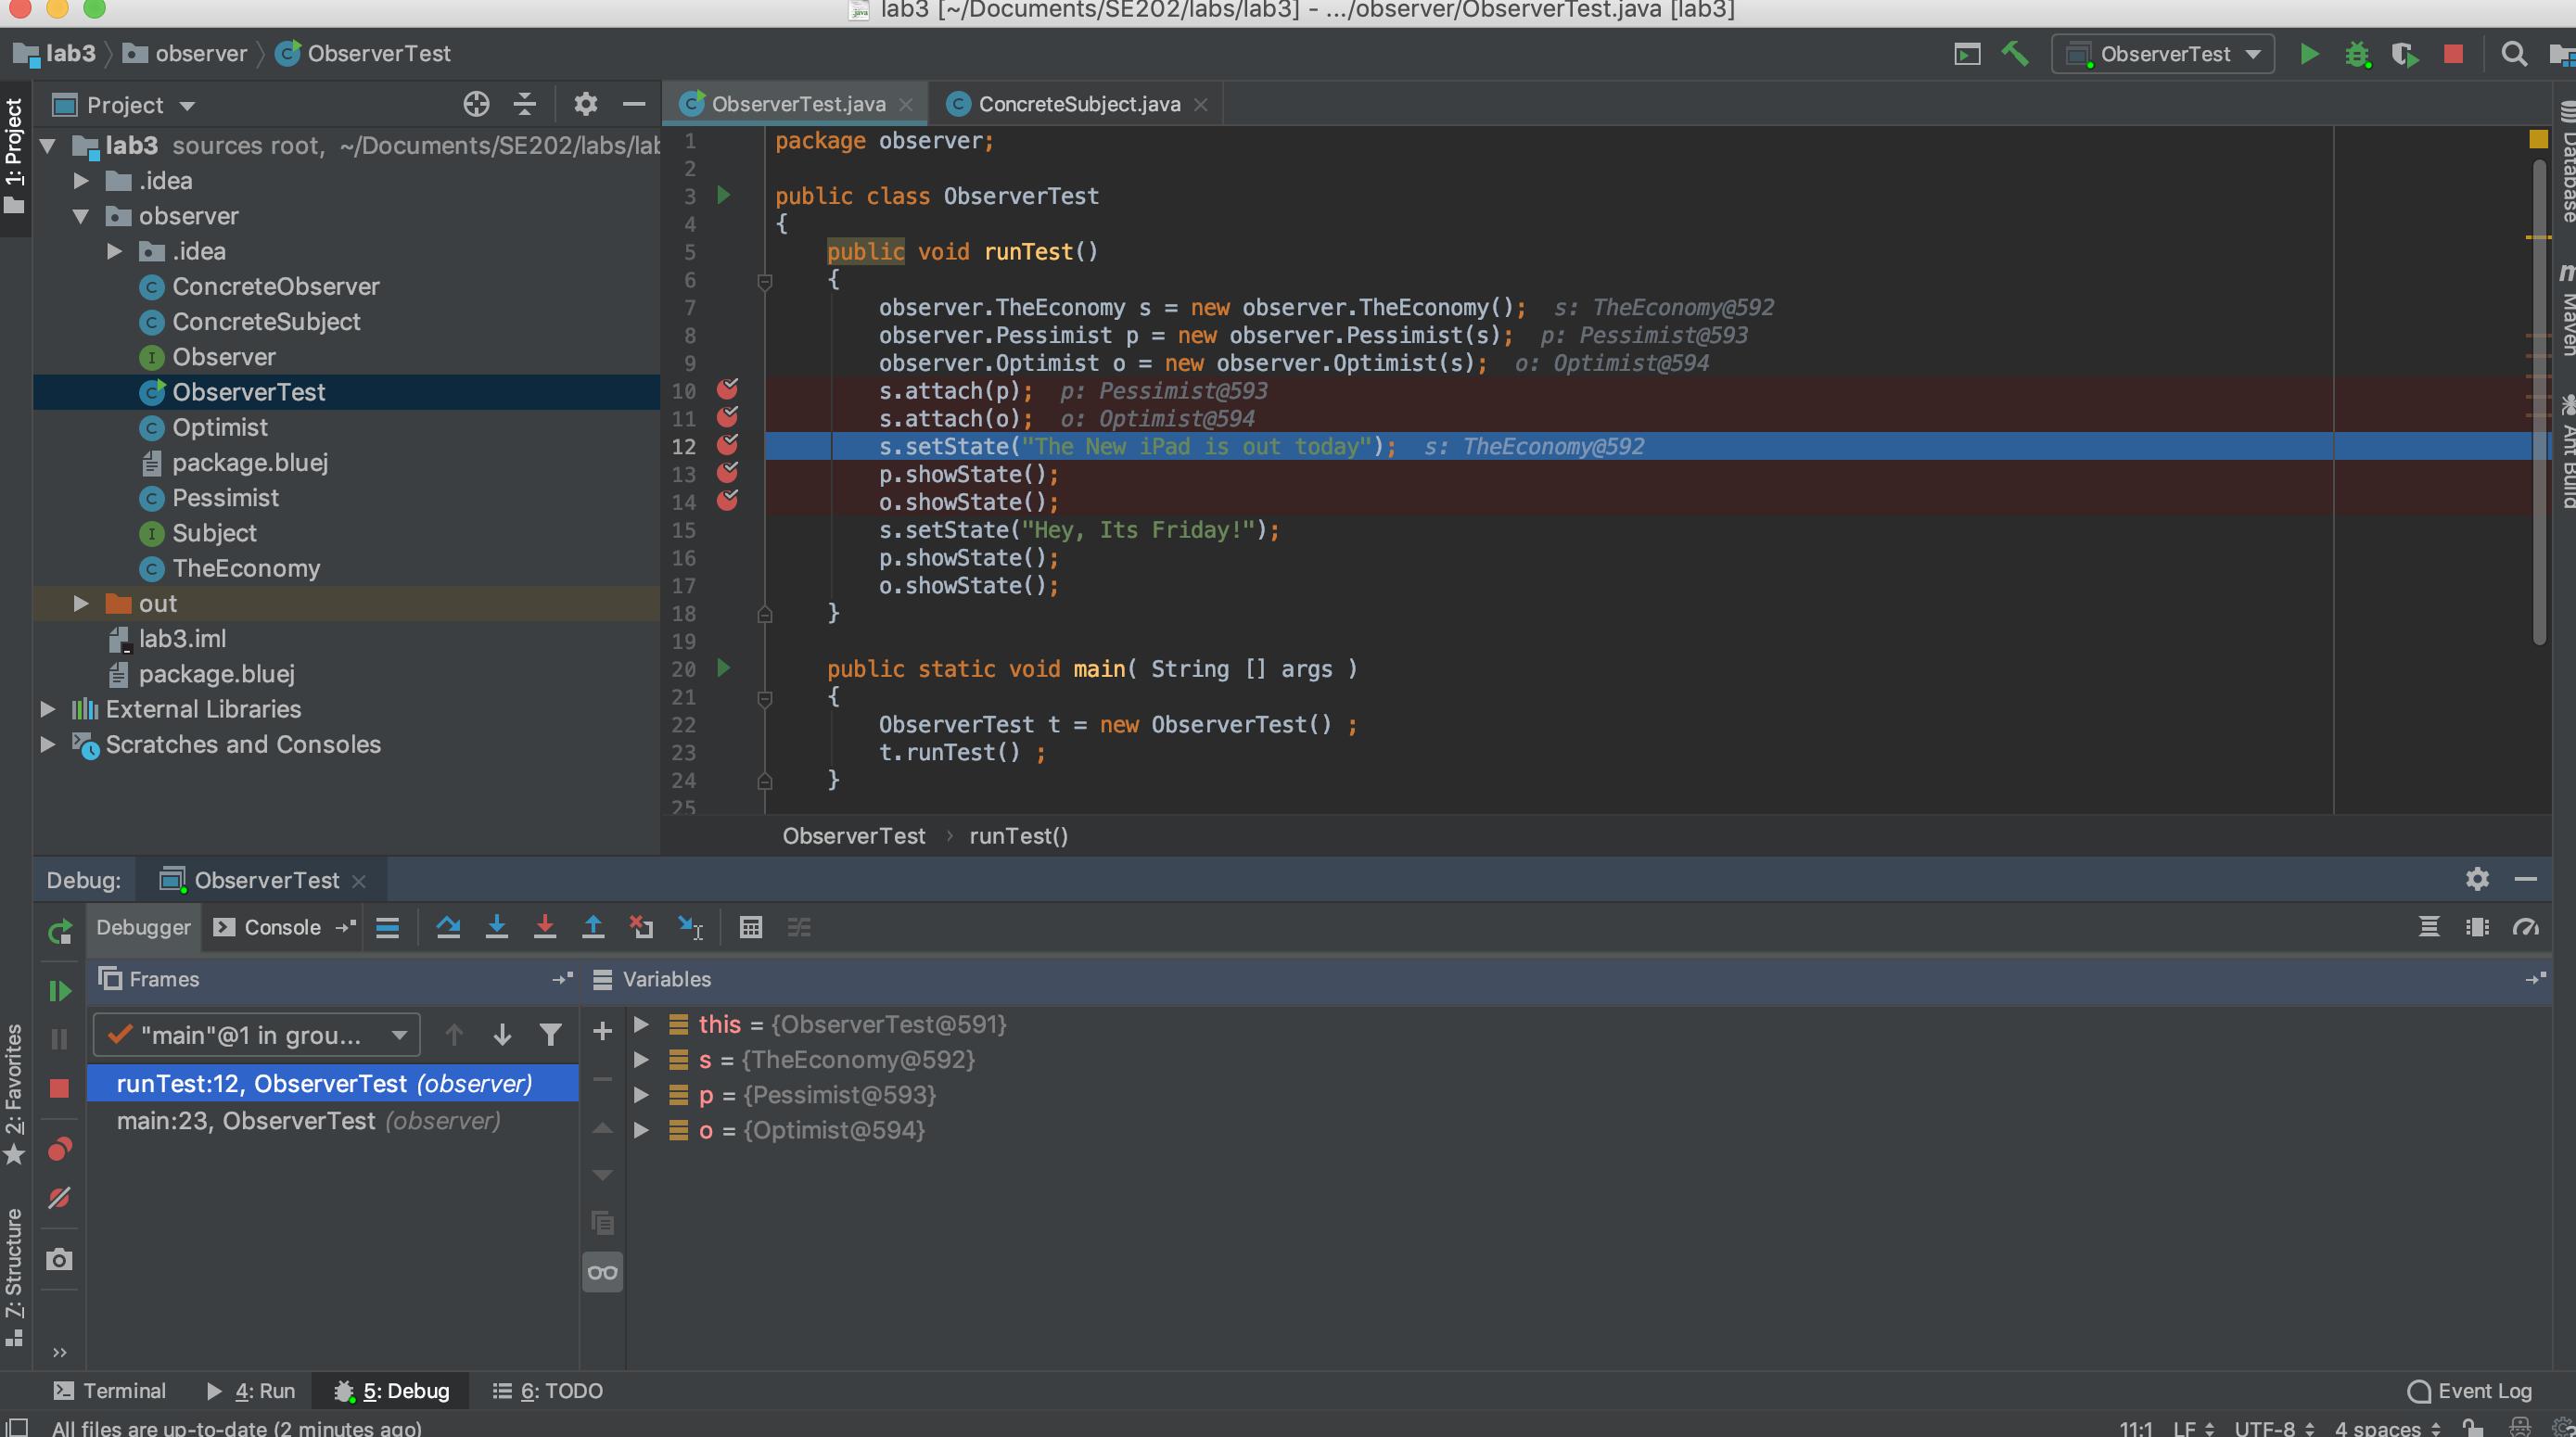 lab3 [~/Documents/SE202/labs/lab3] - .../observer/ObserverTest.java [lab3]
lab3 observer ObserverTest
ObserverTest
1: Project
Project
lab3 sources root, ~/Documents/SE202/labs/lab
.idea
observer
.idea
ConcreteObserver
ConcreteSubject
Observer
ObserverTest
Optimist
package.bluej
Pessimist
Subject
TheEconomy
out
lab3.iml
package.bluej
External Libraries
Scratches and Consoles
ObserverTest.java ConcreteSubject.java
1 package observer;
2
3 public class ObserverTest
4 {
5 public void runTest()
6 {
7 observer.TheEconomy s = new observer.TheEconomy(); s: TheEconomy@592
8 observer.Pessimist p = new observer.Pessimist(s); p: Pessimist@593
9 observer.Optimist o = new observer.Optimist(s); o: Optimist@594
10 s.attach(p); p: Pessimist@593
11 s.attach(o); o: Optimist@594
12 s.setState("The New iPad is out today"); s: TheEconomy@592
13 p.showState();
14 o.showState();
15 s.setState("Hey, Its Friday!");
16 p.showState();
17 o.showState();
18 }
19
20 public static void main( String [] args )
21 {
22 ObserverTest t = new ObserverTest() ;
23 t.runTest() ;
24 }
25
ObserverTest › runTest()
Database
Maven
Ant Build
Debug: ObserverTest
Debugger Console
Frames
Variables
"main"@1 in grou...
runTest:12, ObserverTest (observer)
main:23, ObserverTest (observer)
this = {ObserverTest@591}
s = {TheEconomy@592}
p = {Pessimist@593}
o = {Optimist@594}
2: Favorites
7: Structure
Terminal 4: Run 5: Debug 6: TODO Event Log
All files are up-to-date (2 minutes ago) 11:1 LF UTF-8 4 spaces